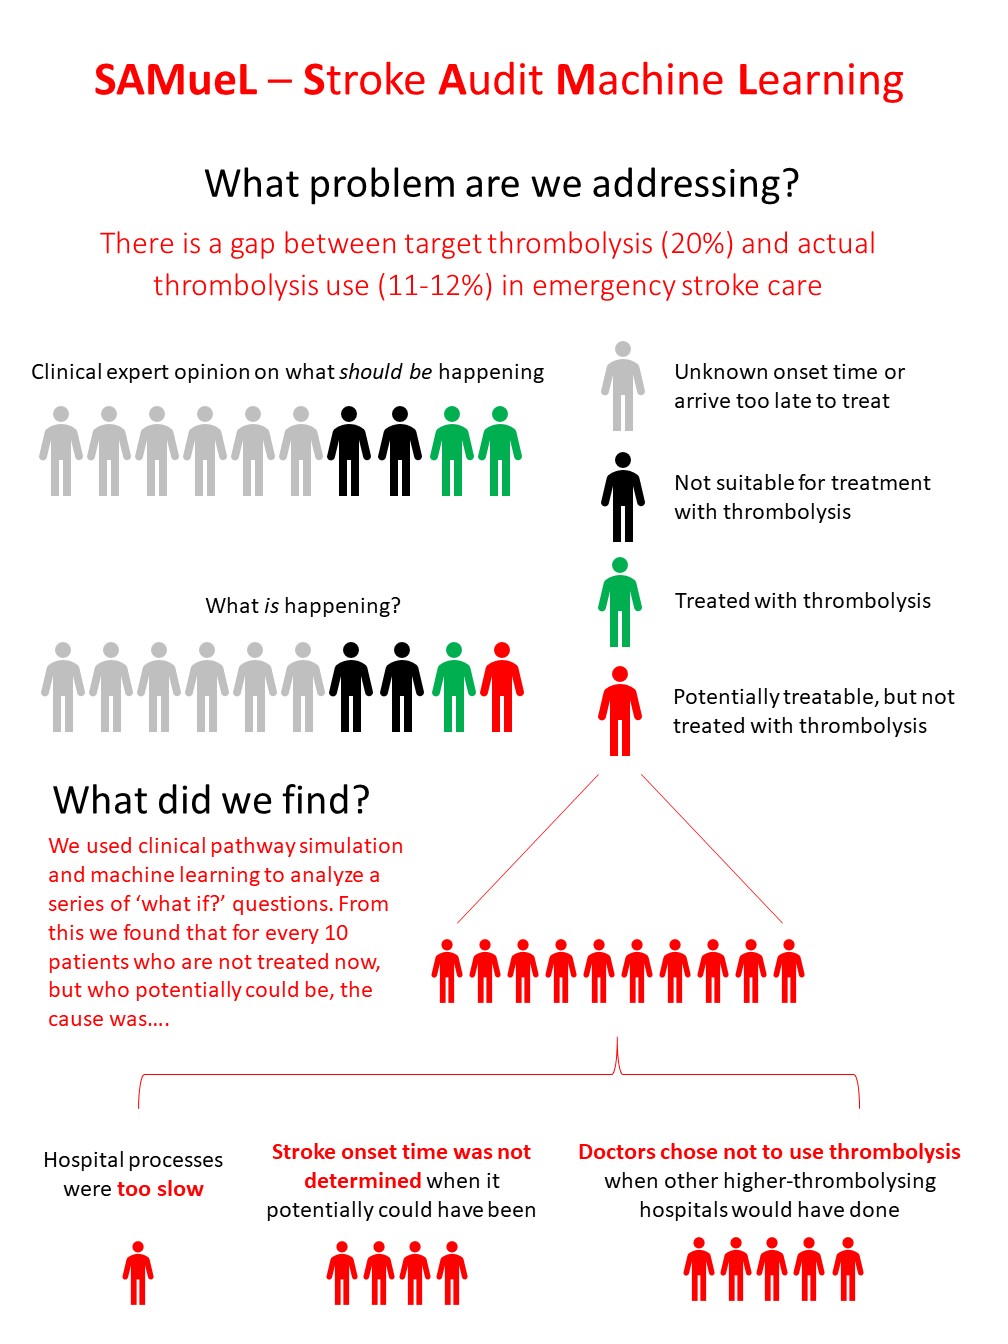 SAMueL – Stroke Audit Machine Learning
What problem are we addressing?
There is a gap between target thrombolysis (20%) and actual
thrombolysis use (11-12%) in emergency stroke care
Clinical expert opinion on what should be happening
Unknown onset time or
arrive too late to treat
Not suitable for treatment
with thrombolysis
Treated with thrombolysis
What is happening?
Potentially treatable, but not
treated with thrombolysis
What did we find?
We used clinical pathway simulation
and machine learning to analyze a
series of ‘what if?’ questions. From
this we found that for every 10
patients who are not treated now,
but who potentially could be, the
cause was....
Hospital processes
were too slow
Stroke onset time was not
determined when it
potentially could have been
Doctors chose not to use thrombolysis
when other higher-thrombolysing
hospitals would have done